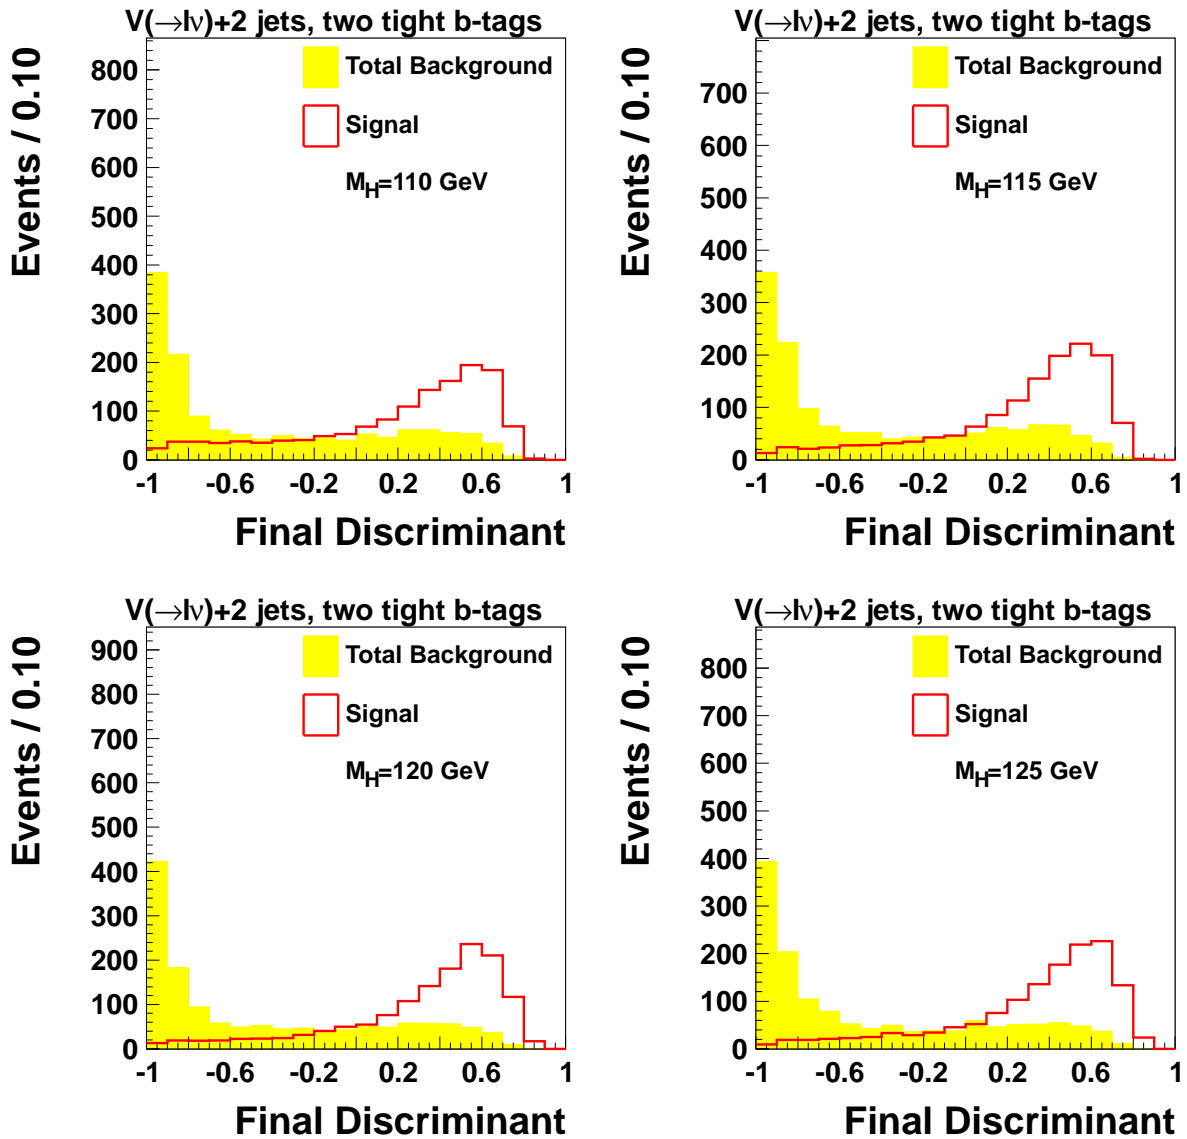 V(→lν)+2 jets, two tight b-tags
Events / 0.10
800
700
600
500
400
300
200
100
0
Total Background
Signal
M_H=110 GeV
-1 -0.6 -0.2 0.2 0.6 1
Final Discriminant
V(→lν)+2 jets, two tight b-tags
Events / 0.10
700
600
500
400
300
200
100
0
Total Background
Signal
M_H=115 GeV
-1 -0.6 -0.2 0.2 0.6 1
Final Discriminant
V(→lν)+2 jets, two tight b-tags
Events / 0.10
900
800
700
600
500
400
300
200
100
0
Total Background
Signal
M_H=120 GeV
-1 -0.6 -0.2 0.2 0.6 1
Final Discriminant
V(→lν)+2 jets, two tight b-tags
Events / 0.10
800
700
600
500
400
300
200
100
0
Total Background
Signal
M_H=125 GeV
-1 -0.6 -0.2 0.2 0.6 1
Final Discriminant